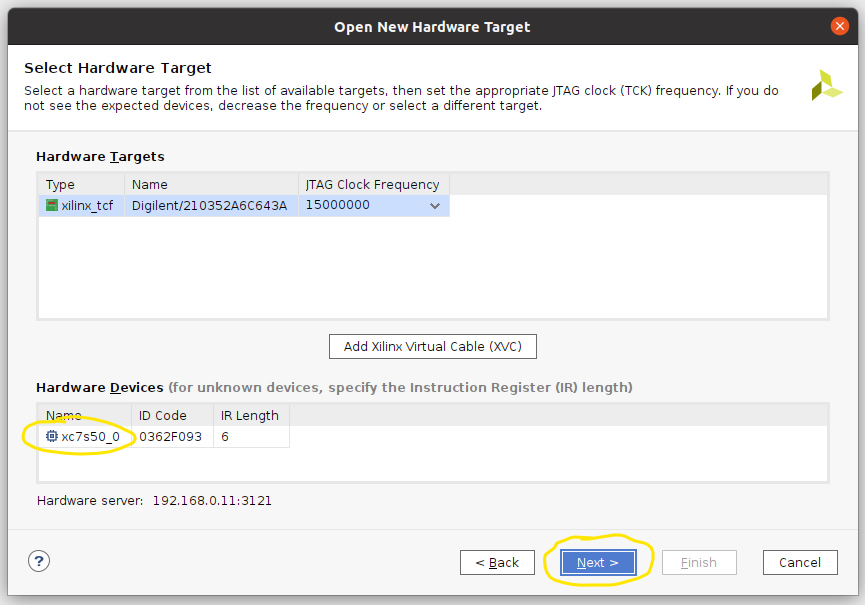 Open New Hardware Target
Select Hardware Target
Select a hardware target from the list of available targets, then set the appropriate JTAG clock (TCK) frequency. If you do
not see the expected devices, decrease the frequency or select a different target.
Hardware Targets
Type Name JTAG Clock Frequency
xilinx_tcf Digilent/210352A6C643A 15000000
Add Xilinx Virtual Cable (XVC)
Hardware Devices (for unknown devices, specify the Instruction Register (IR) length)
Name ID Code IR Length
xc7s50_0 0362F093 6
Hardware server: 192.168.0.11:3121
? < Back Next > Finish Cancel